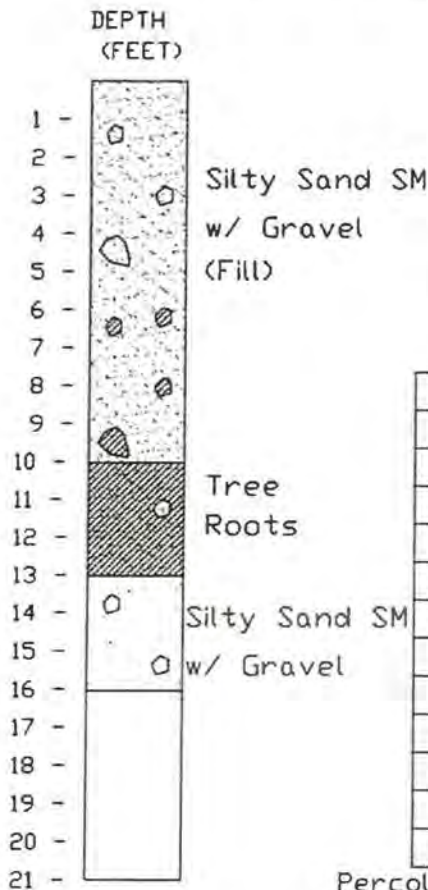 DEPTH
(FEET)
1 -
2 -
3 -
4 -
5 -
6 -
7 -
8 -
9 -
10 -
11 -
12 -
13 -
14 -
15 -
16 -
17 -
18 -
19 -
20 -
21 -
Silty Sand SM
w/ Gravel
(Fill)
Tree
Roots
Silty Sand SM
w/ Gravel
Percol